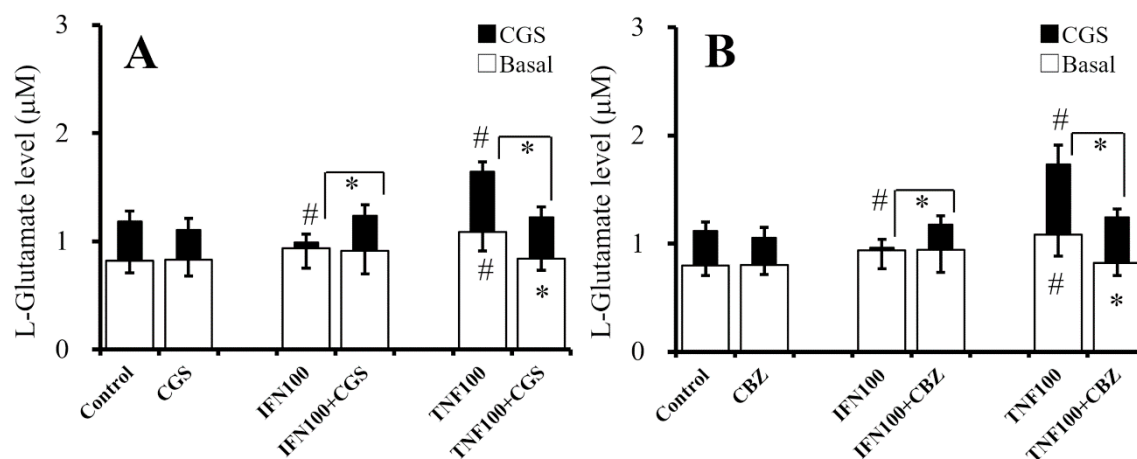 A
3
2
1
0
L-Glutamate level (μM)
CGS
Basal
#
*
#
*
#
*
Control
CGS
IFN100
IFN100+CGS
TNF100
TNF100+CGS
B
3
2
1
0
L-Glutamate level (μM)
CGS
Basal
#
*
#
*
#
*
Control
CBZ
IFN100
IFN100+CBZ
TNF100
TNF100+CBZ